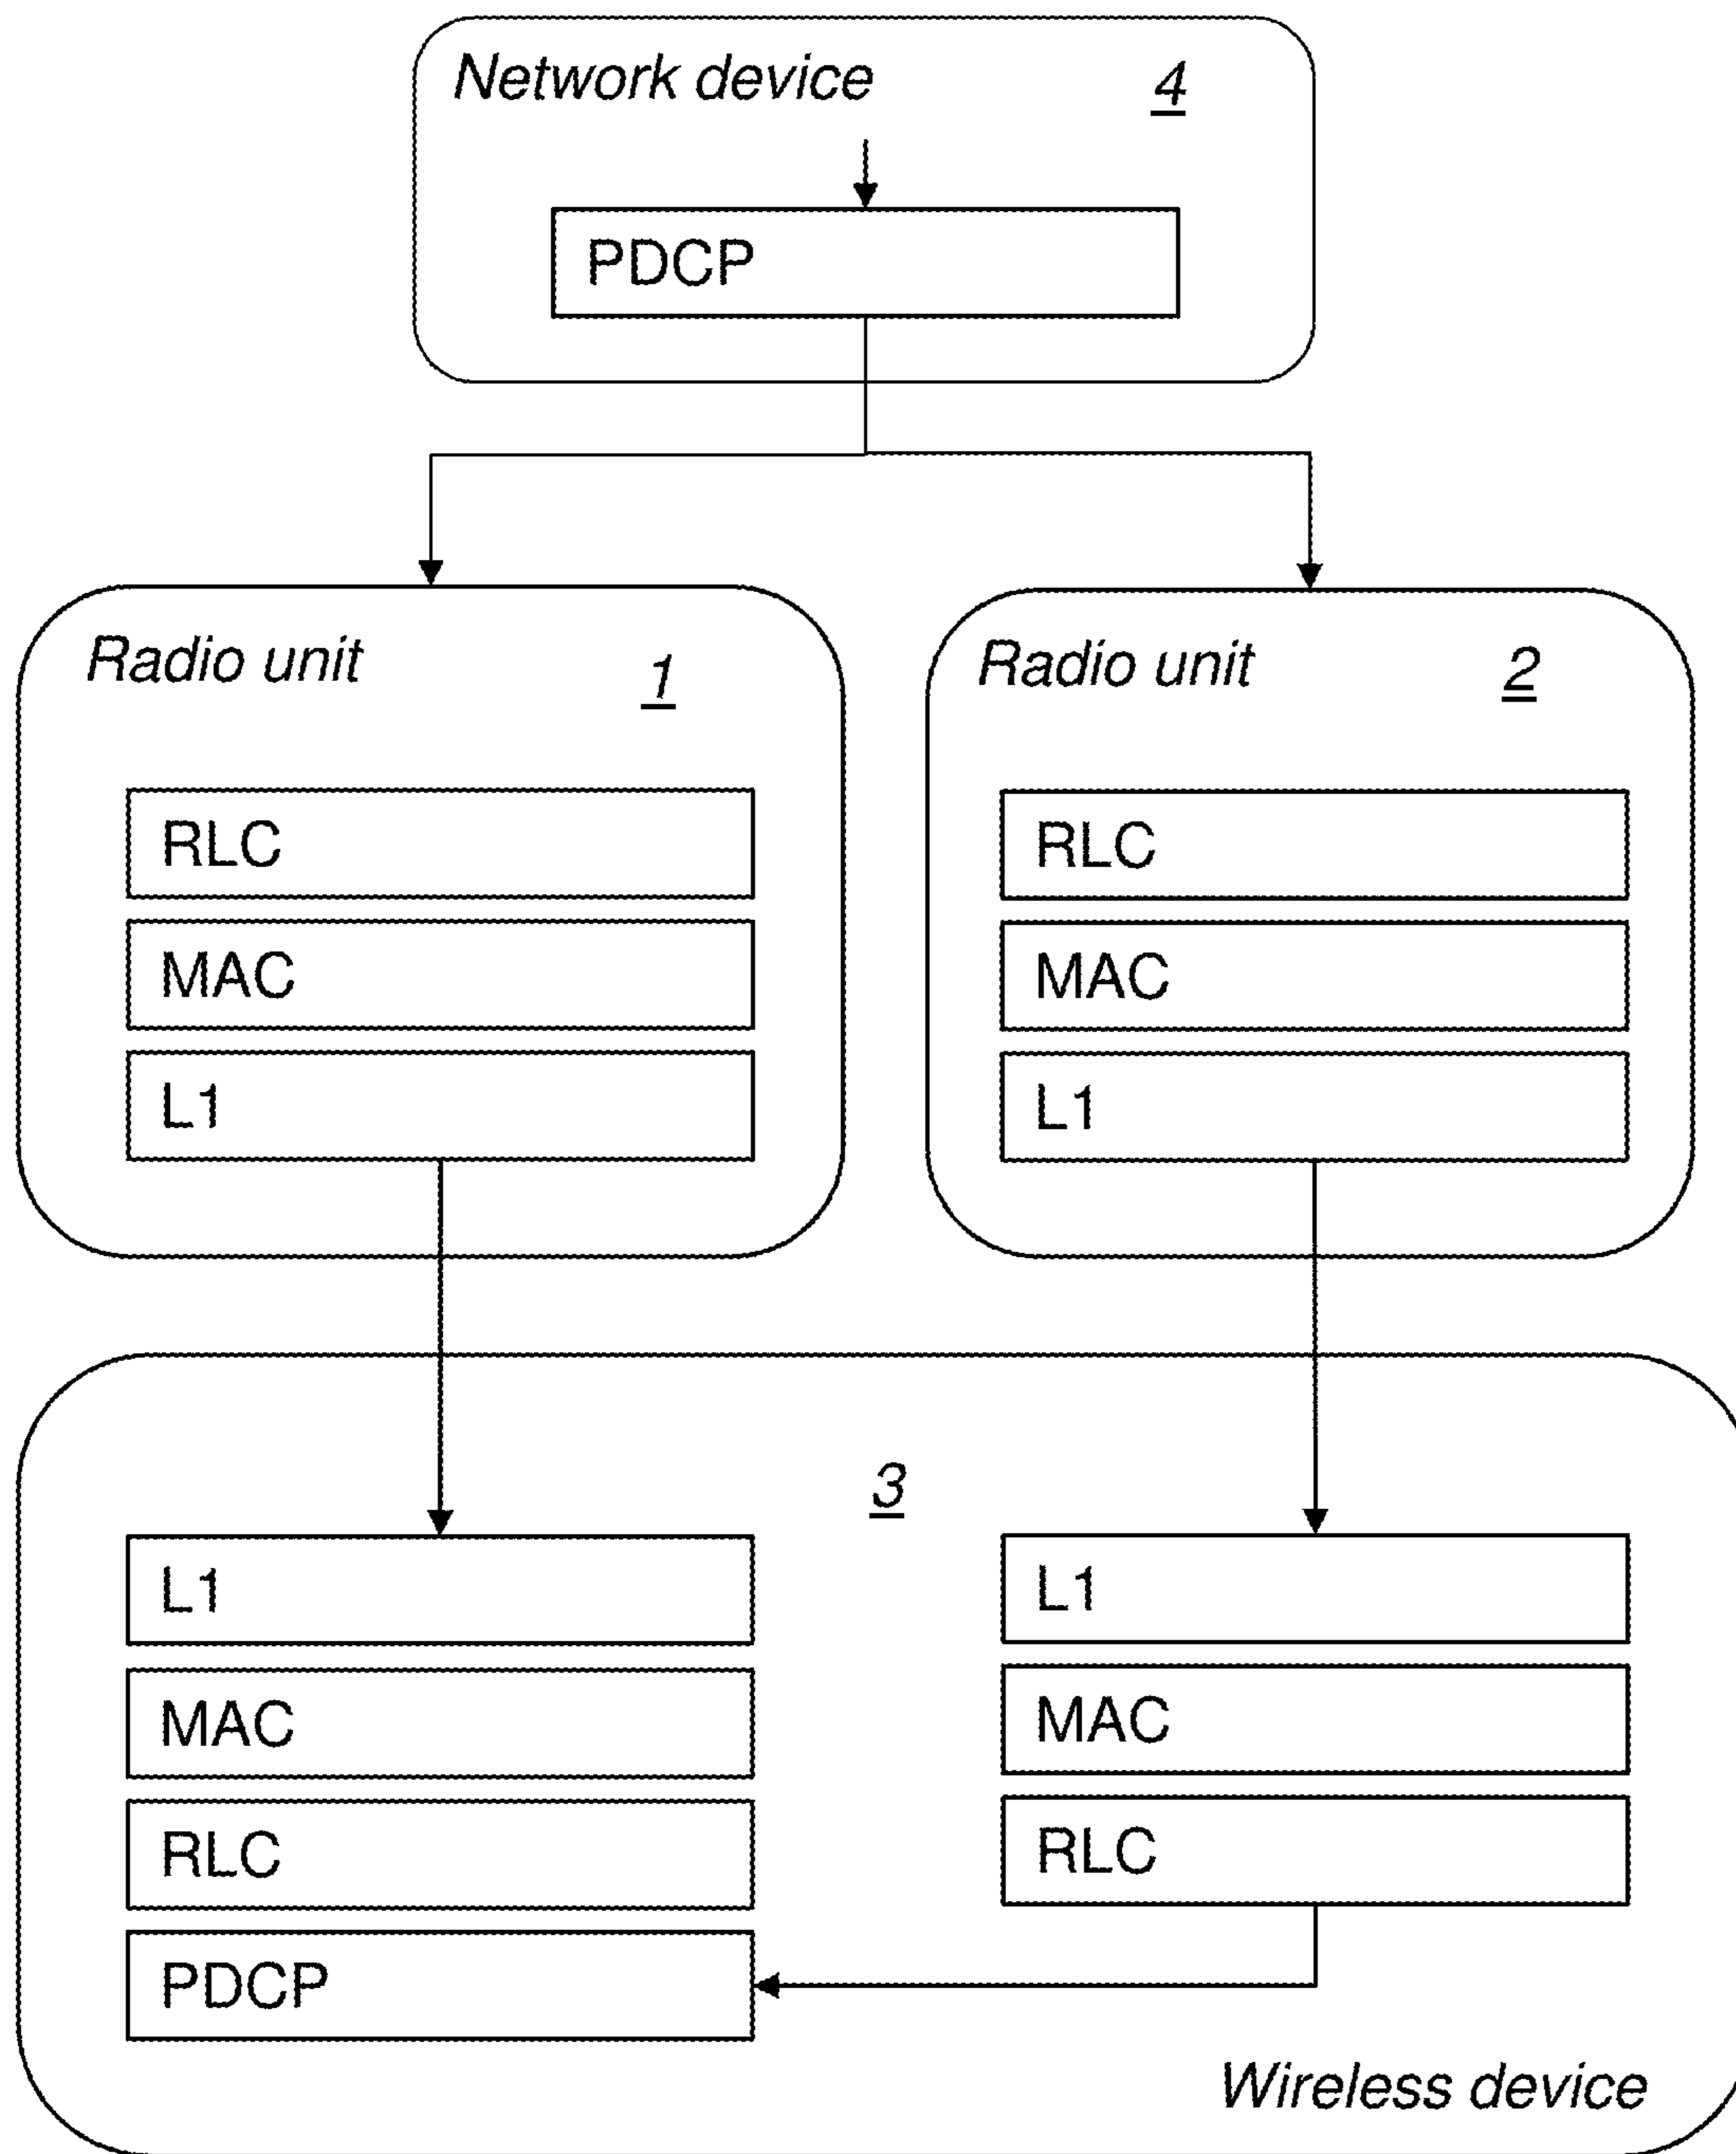 Network device 4
PDCP
Radio unit 1
RLC
MAC
L1
Radio unit 2
RLC
MAC
L1
3
L1
MAC
RLC
PDCP
L1
MAC
RLC
Wireless device